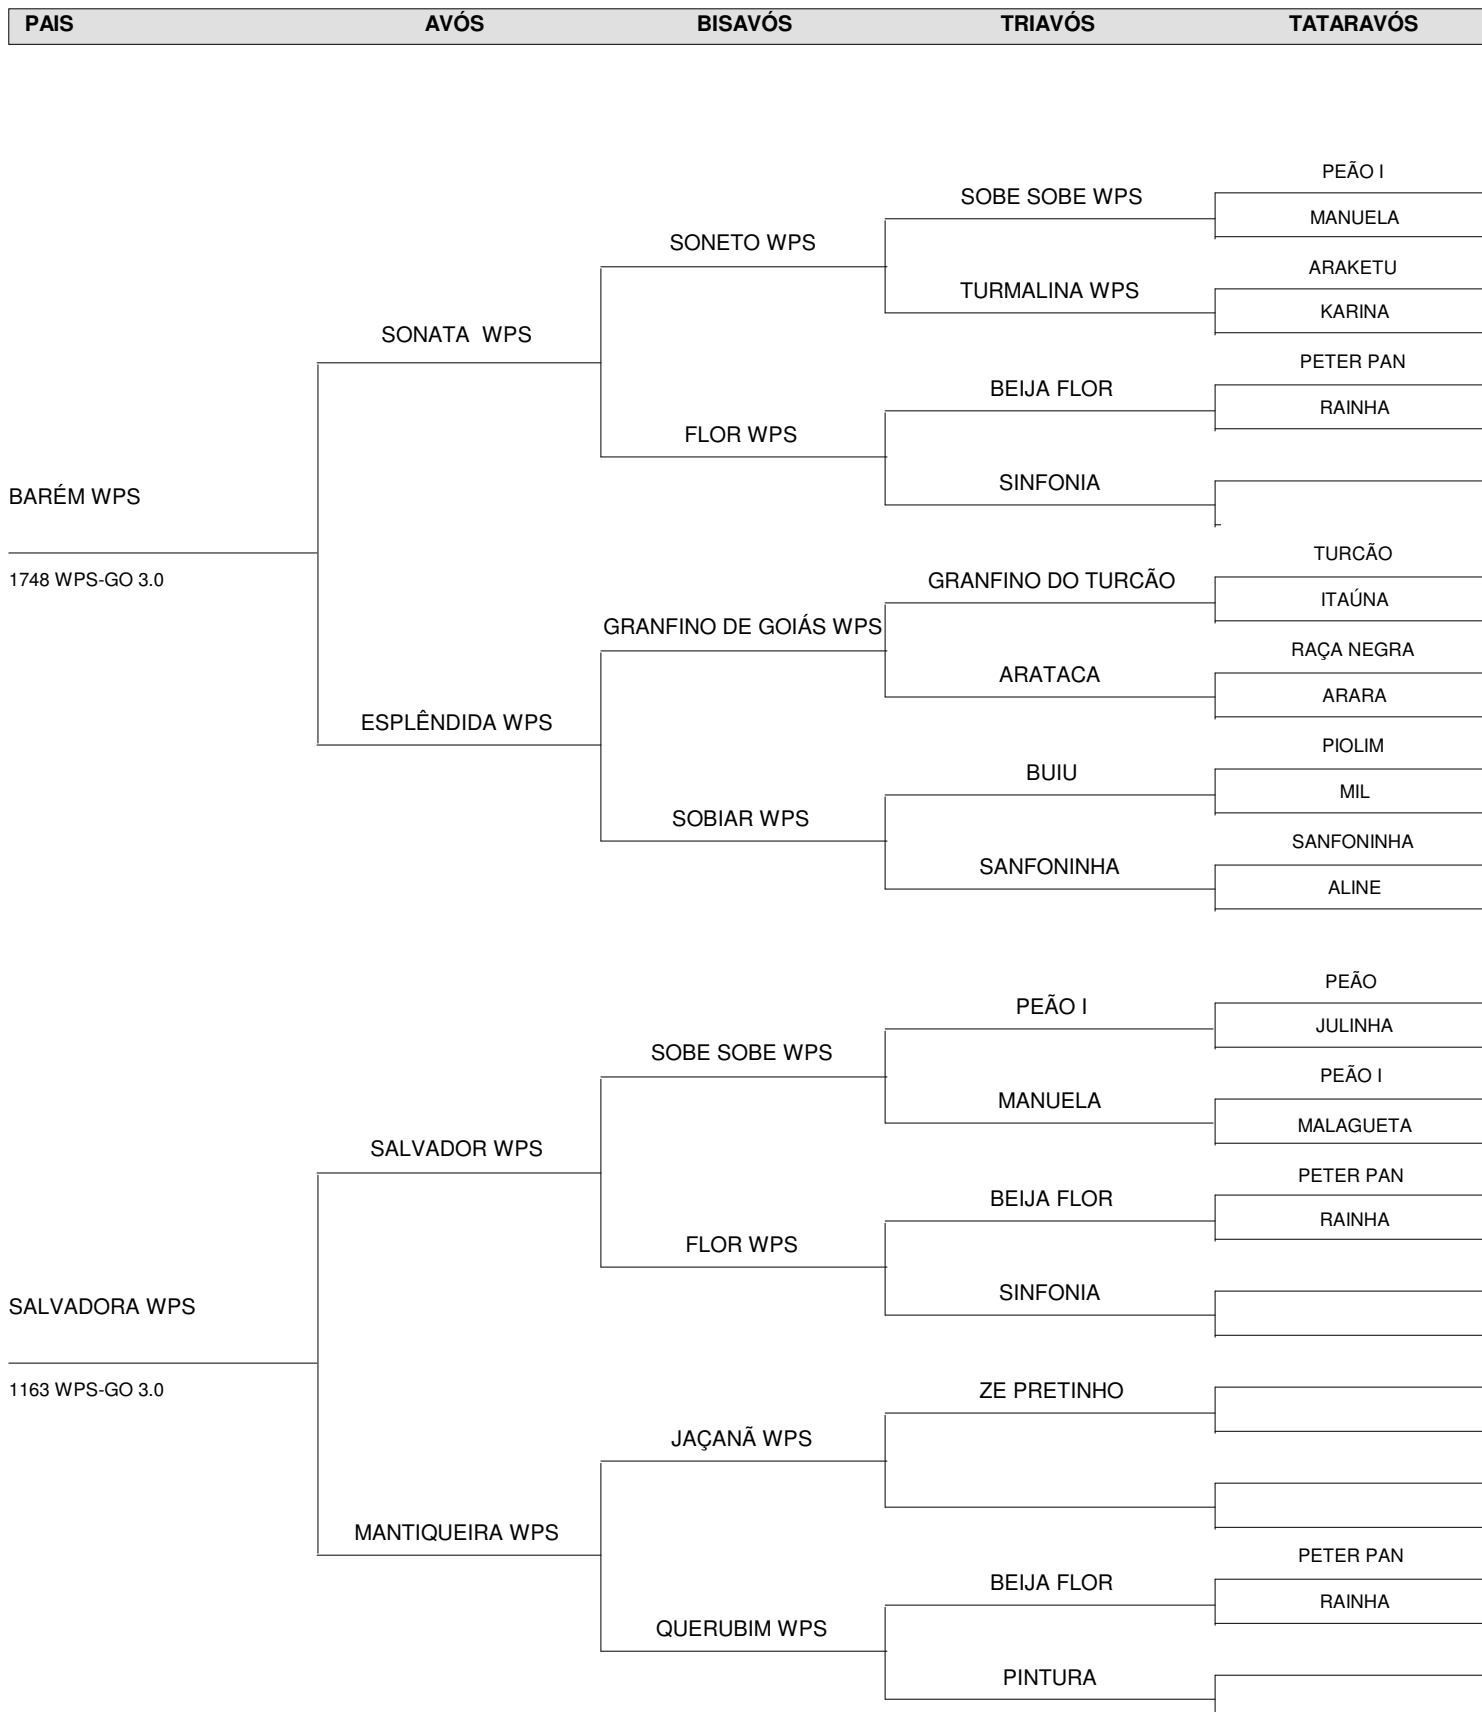 PAIS AVÓS BISAVÓS TRIAVÓS TATARAVÓS
PEÃO I
SOBE SOBE WPS
MANUELA
SONETO WPS
ARAKETU
TURMALINA WPS
KARINA
SONATA WPS
PETER PAN
BEIJA FLOR
RAINHA
FLOR WPS
SINFONIA
BARÉM WPS
TURCÃO
1748 WPS-GO 3.0
GRANFINO DO TURCÃO
ITAÚNA
GRANFINO DE GOIÁS WPS
RAÇA NEGRA
ARATACA
ARARA
ESPLÊNDIDA WPS
PIOLIM
BUIU
MIL
SOBIAR WPS
SANFONINHA
SANFONINHA
ALINE
PEÃO
PEÃO I
JULINHA
SOBE SOBE WPS
PEÃO I
MANUELA
MALAGUETA
SALVADOR WPS
PETER PAN
BEIJA FLOR
RAINHA
FLOR WPS
SINFONIA
SALVADORA WPS
1163 WPS-GO 3.0
ZE PRETINHO
JAÇANÃ WPS
MANTIQUEIRA WPS
PETER PAN
BEIJA FLOR
RAINHA
QUERUBIM WPS
PINTURA